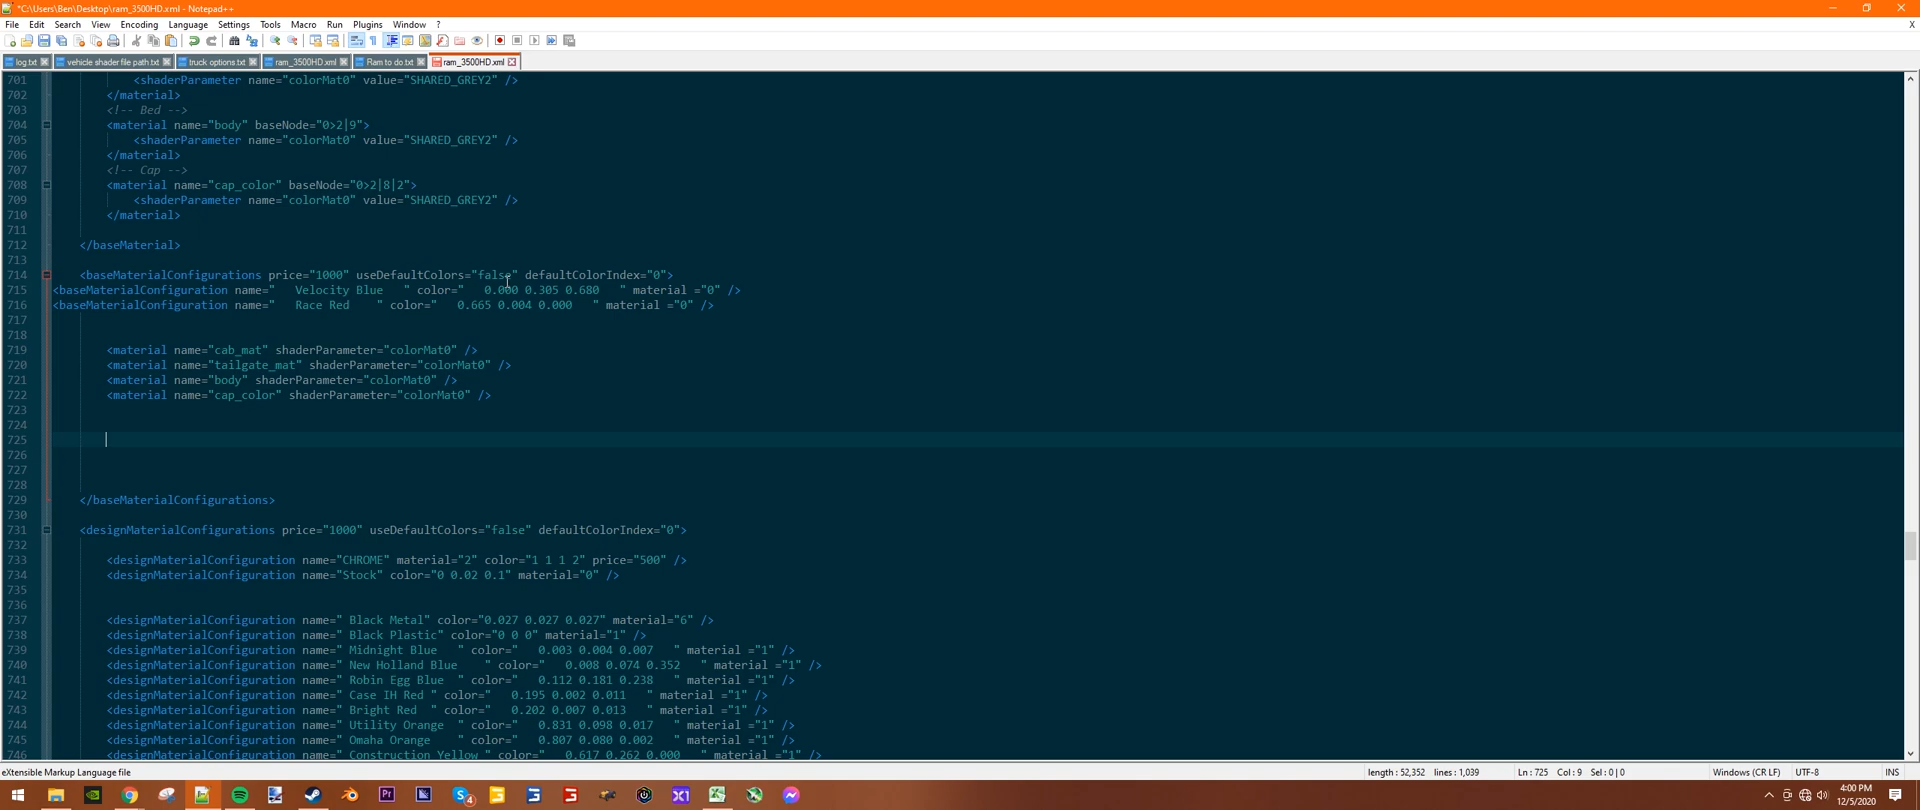 *C:\Users\Ben\Desktop\ram_3500HD.xml - Notepad++
File Edit Search View Encoding Language Settings Tools Macro Run Plugins Window ?
X
log.txt vehicle shader file path.txt truck options.txt ram_3500HD.xml Ram to do.txt ram_3500HD.xml
701 <shaderParameter name="colorMat0" value="SHARED_GREY2" />
702 </material>
703 <!-- Bed -->
704 <material name="body" baseNode="0>2|9">
705 <shaderParameter name="colorMat0" value="SHARED_GREY2" />
706 </material>
707 <!-- Cap -->
708 <material name="cap_color" baseNode="0>2|8|2">
709 <shaderParameter name="colorMat0" value="SHARED_GREY2" />
710 </material>
711
712 </baseMaterial>
713
714 <baseMaterialConfigurations price="1000" useDefaultColors="false" defaultColorIndex="0">
715 <baseMaterialConfiguration name=" Velocity Blue " color=" 0.000 0.305 0.680 " material ="0" />
716 <baseMaterialConfiguration name=" Race Red " color=" 0.665 0.004 0.000 " material ="0" />
717
718
719 <material name="cab_mat" shaderParameter="colorMat0" />
720 <material name="tailgate_mat" shaderParameter="colorMat0" />
721 <material name="body" shaderParameter="colorMat0" />
722 <material name="cap_color" shaderParameter="colorMat0" />
723
724
725
726
727
728
729 </baseMaterialConfigurations>
730
731 <designMaterialConfigurations price="1000" useDefaultColors="false" defaultColorIndex="0">
732
733 <designMaterialConfiguration name="CHROME" material="2" color="1 1 1 2" price="500" />
734 <designMaterialConfiguration name="Stock" color="0 0.02 0.1" material="0" />
735
736
737 <designMaterialConfiguration name=" Black Metal" color="0.027 0.027 0.027" material="6" />
738 <designMaterialConfiguration name=" Black Plastic" color="0 0 0" material="1" />
739 <designMaterialConfiguration name=" Midnight Blue " color=" 0.003 0.004 0.007 " material ="1" />
740 <designMaterialConfiguration name=" New Holland Blue " color=" 0.008 0.074 0.352 " material ="1" />
741 <designMaterialConfiguration name=" Robin Egg Blue " color=" 0.112 0.181 0.238 " material ="1" />
742 <designMaterialConfiguration name=" Case IH Red " color=" 0.195 0.002 0.011 " material ="1" />
743 <designMaterialConfiguration name=" Bright Red " color=" 0.202 0.007 0.013 " material ="1" />
744 <designMaterialConfiguration name=" Utility Orange " color=" 0.831 0.098 0.017 " material ="1" />
745 <designMaterialConfiguration name=" Omaha Orange " color=" 0.807 0.080 0.002 " material ="1" />
746 <designMaterialConfiguration name=" Construction Yellow " color=" 0.617 0.262 0.000 " material ="1" />
eXtensible Markup Language file length : 52,352 lines : 1,039 Ln : 725 Col : 9 Sel : 0 | 0 Windows (CR LF) UTF-8 INS
4:00 PM
12/5/2020